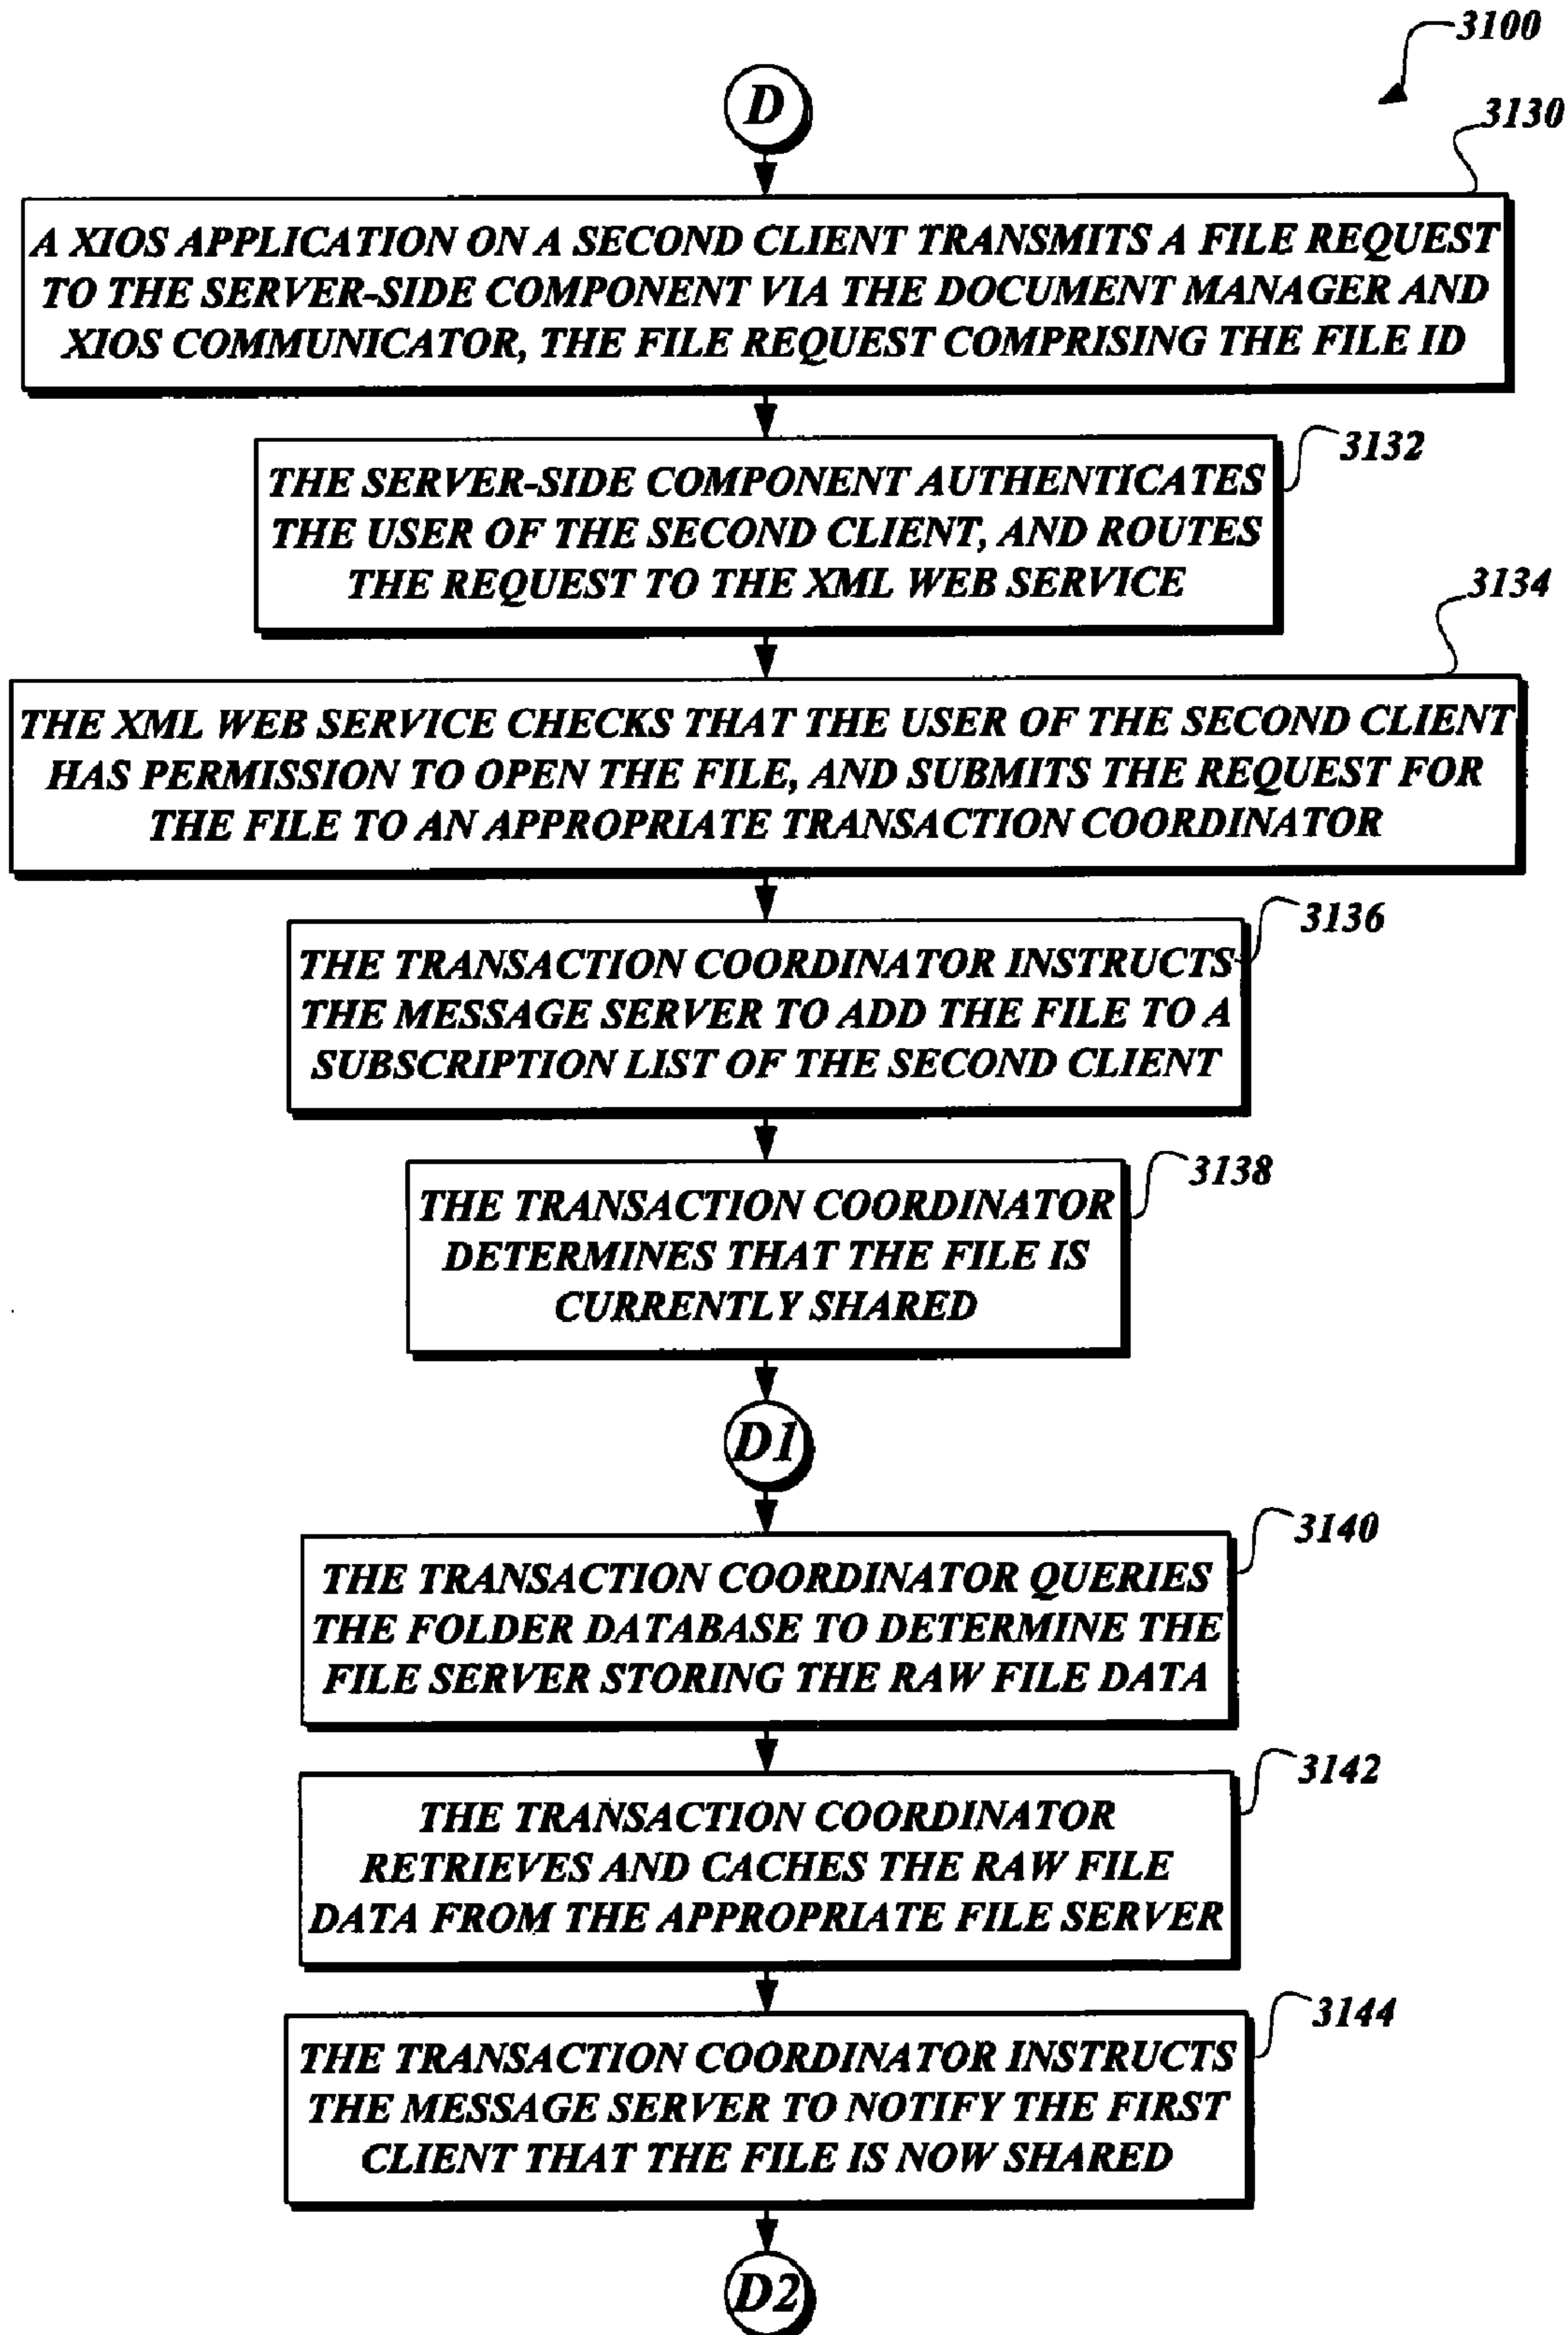 3100
D
3130
A XIOS APPLICATION ON A SECOND CLIENT TRANSMITS A FILE REQUEST
TO THE SERVER-SIDE COMPONENT VIA THE DOCUMENT MANAGER AND
XIOS COMMUNICATOR, THE FILE REQUEST COMPRISING THE FILE ID
3132
THE SERVER-SIDE COMPONENT AUTHENTICATES
THE USER OF THE SECOND CLIENT, AND ROUTES
THE REQUEST TO THE XML WEB SERVICE
3134
THE XML WEB SERVICE CHECKS THAT THE USER OF THE SECOND CLIENT
HAS PERMISSION TO OPEN THE FILE, AND SUBMITS THE REQUEST FOR
THE FILE TO AN APPROPRIATE TRANSACTION COORDINATOR
3136
THE TRANSACTION COORDINATOR INSTRUCTS
THE MESSAGE SERVER TO ADD THE FILE TO A
SUBSCRIPTION LIST OF THE SECOND CLIENT
3138
THE TRANSACTION COORDINATOR
DETERMINES THAT THE FILE IS
CURRENTLY SHARED
D1
3140
THE TRANSACTION COORDINATOR QUERIES
THE FOLDER DATABASE TO DETERMINE THE
FILE SERVER STORING THE RAW FILE DATA
3142
THE TRANSACTION COORDINATOR
RETRIEVES AND CACHES THE RAW FILE
DATA FROM THE APPROPRIATE FILE SERVER
3144
THE TRANSACTION COORDINATOR INSTRUCTS
THE MESSAGE SERVER TO NOTIFY THE FIRST
CLIENT THAT THE FILE IS NOW SHARED
D2